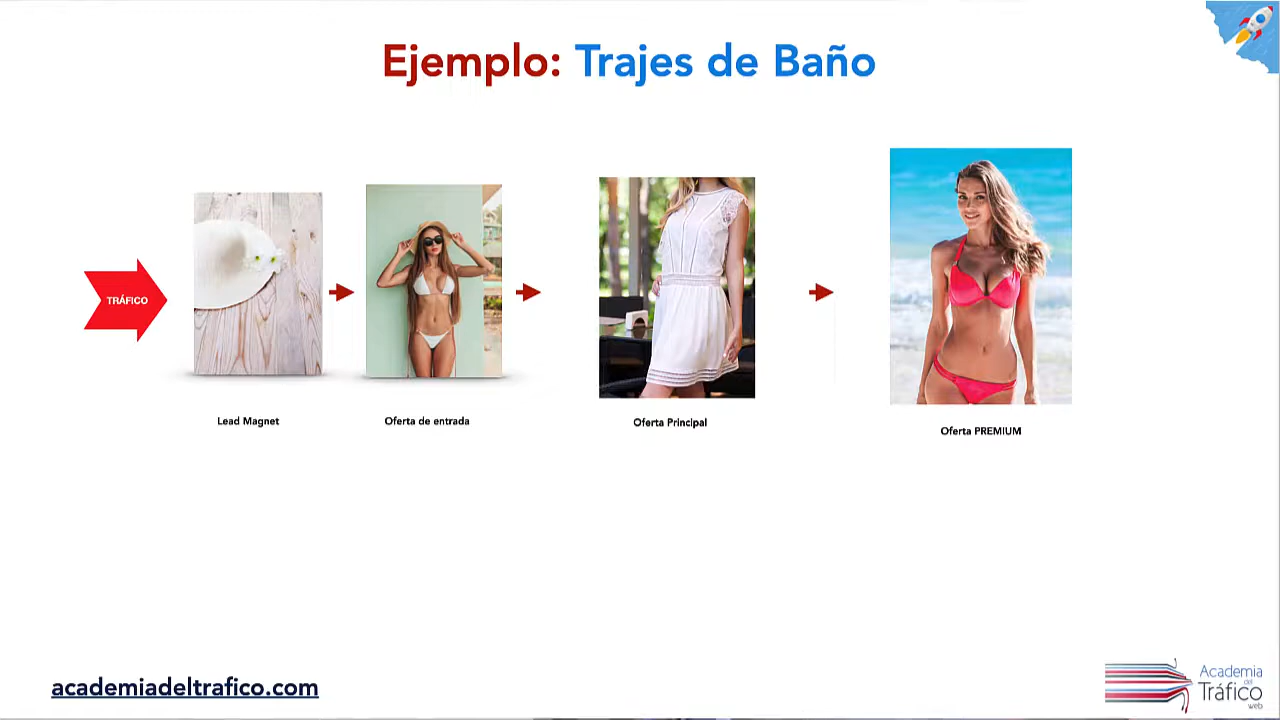 Ejemplo: Trajes de Baño
TRÁFICO
Lead Magnet
Oferta de entrada
Oferta Principal
Oferta PREMIUM
academiadeltrafico.com
Academia
del
Tráfico
web